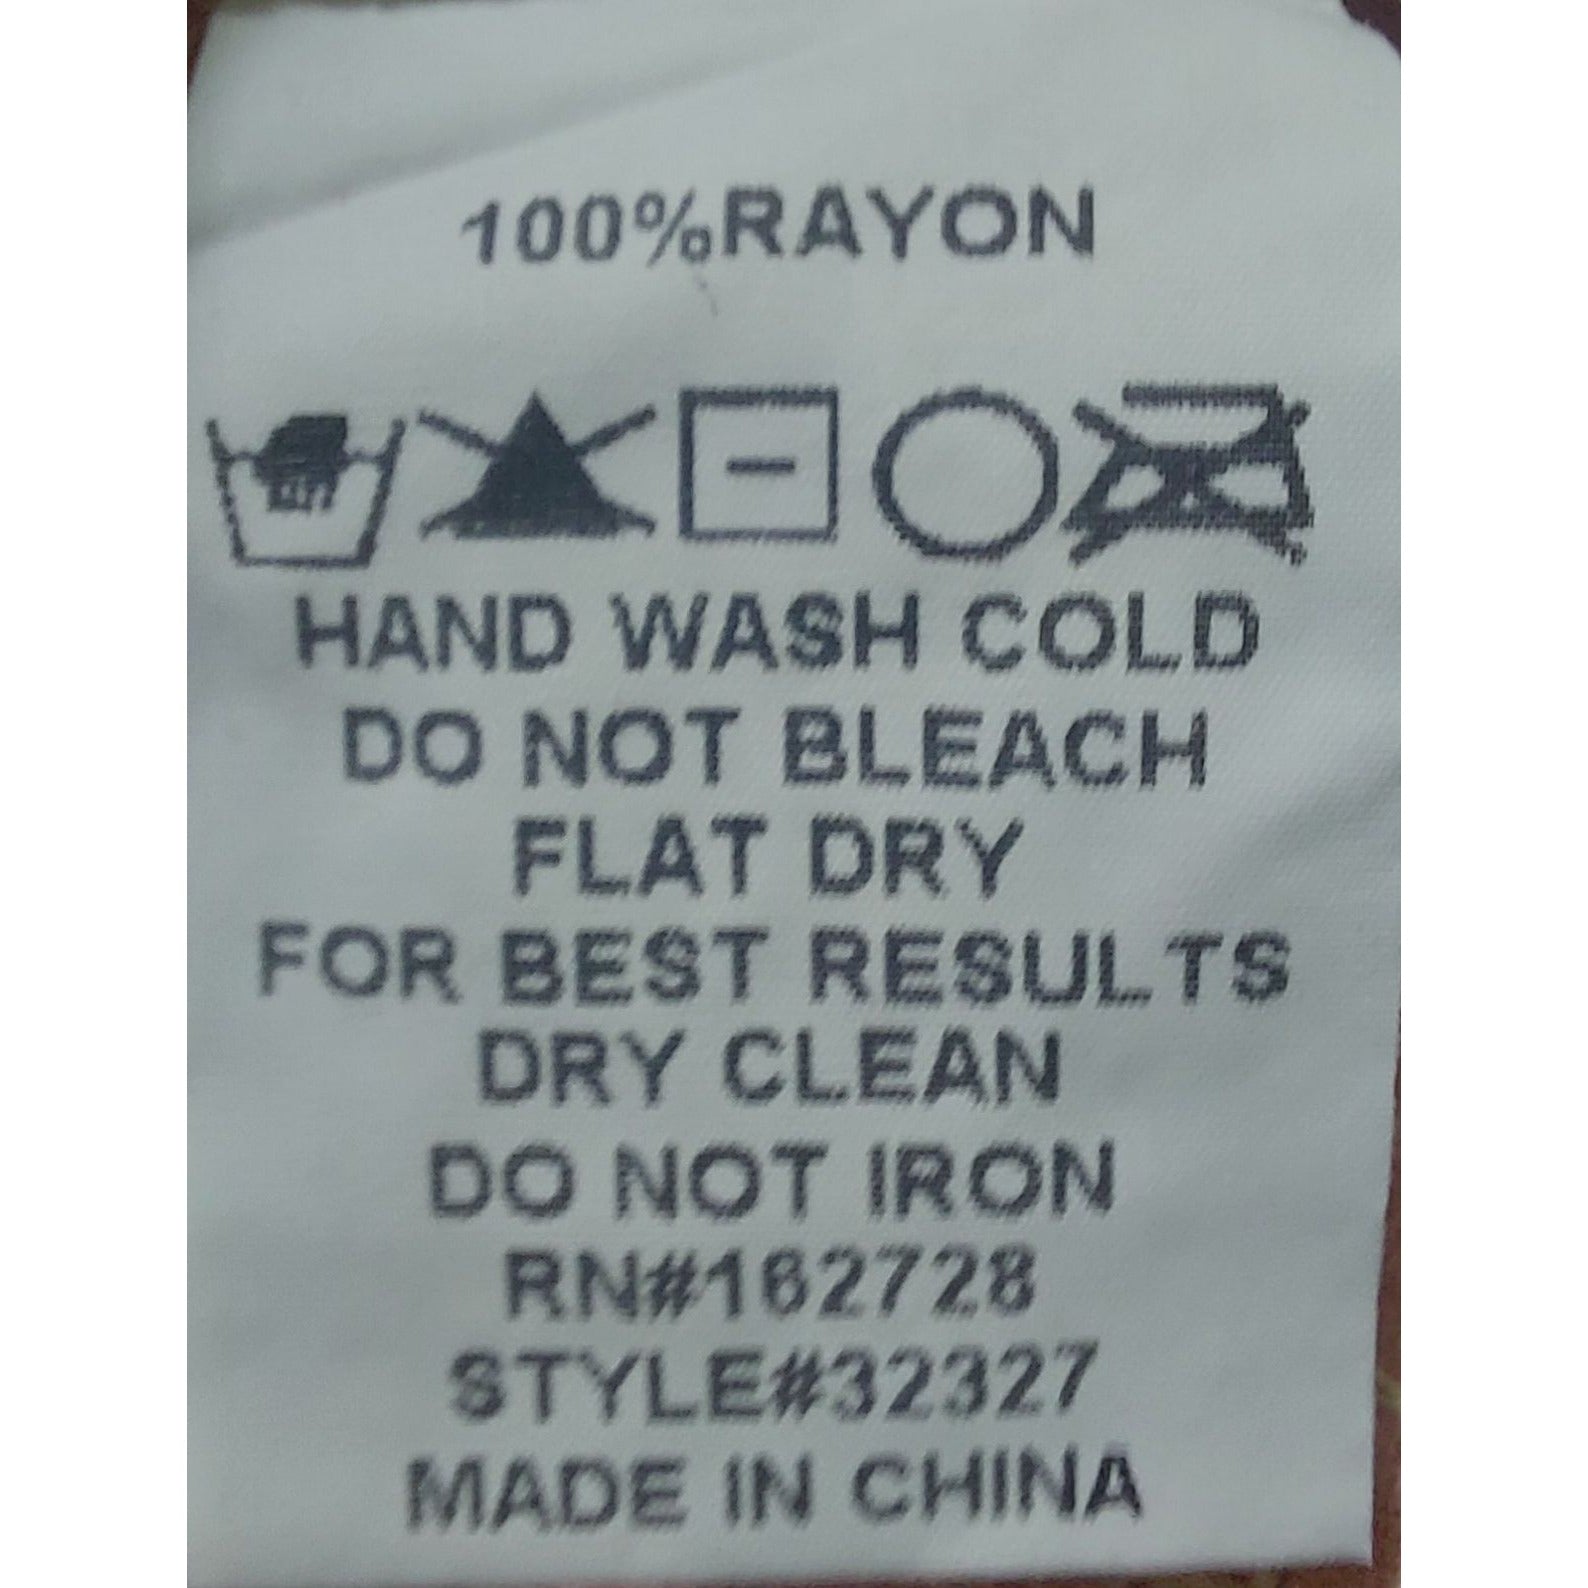 100%RAYON
HAND WASH COLD
DO NOT BLEACH
FLAT DRY
FOR BEST RESULTS
DRY CLEAN
DO NOT IRON
RN#162728
STYLE#32327
MADE IN CHINA